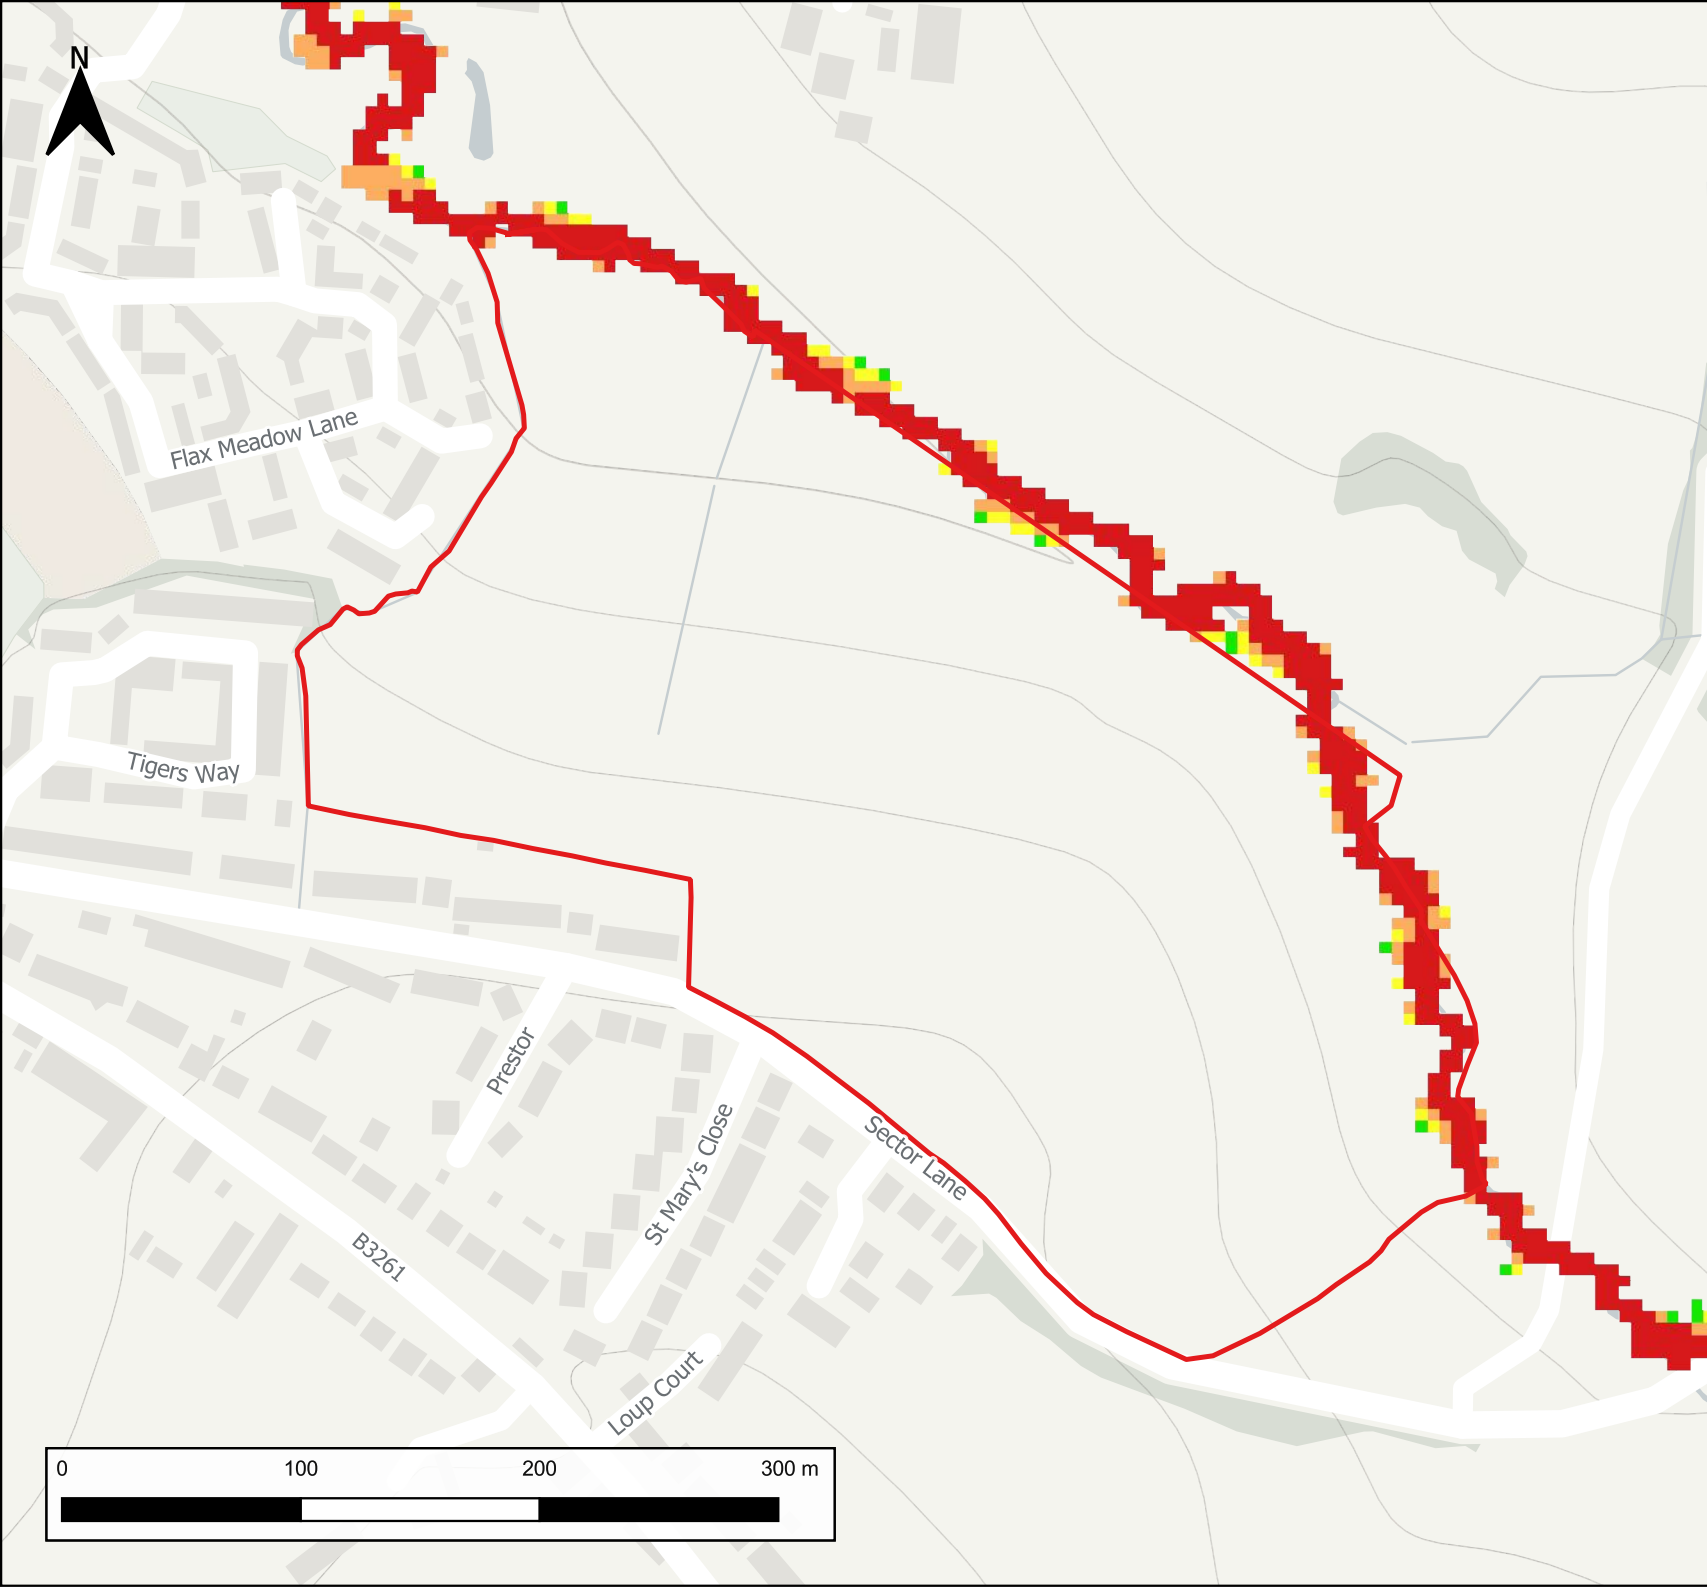 N
Flax Meadow Lane
Tigers Way
Prestor
St Mary's Close
Sector Lane
B3261
Loup Court
0 100 200 300 m